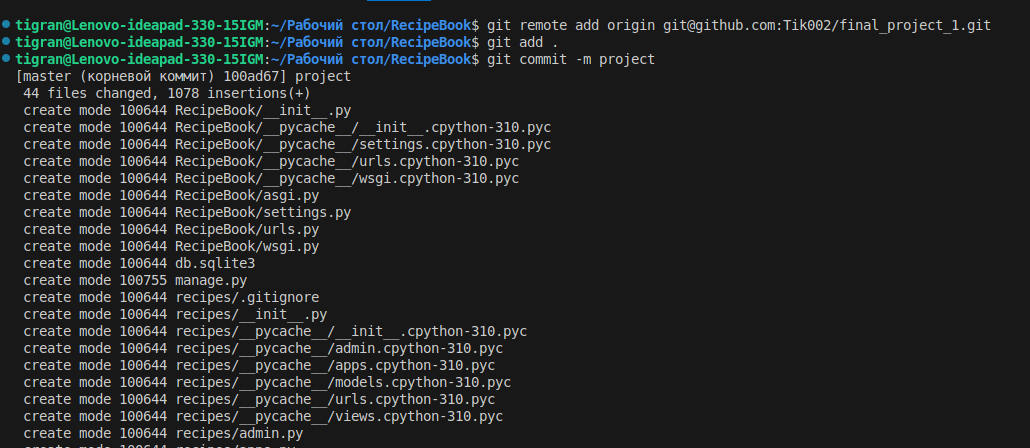 tigran@Lenovo-ideapad-330-15IGM:~/Рабочий стол/RecipeBook$ git remote add origin git@github.com:Tik002/final_project_1.git
tigran@Lenovo-ideapad-330-15IGM:~/Рабочий стол/RecipeBook$ git add .
tigran@Lenovo-ideapad-330-15IGM:~/Рабочий стол/RecipeBook$ git commit -m project
[master (корневой коммит) 100ad67] project
 44 files changed, 1078 insertions(+)
 create mode 100644 RecipeBook/__init__.py
 create mode 100644 RecipeBook/__pycache__/__init__.cpython-310.pyc
 create mode 100644 RecipeBook/__pycache__/settings.cpython-310.pyc
 create mode 100644 RecipeBook/__pycache__/urls.cpython-310.pyc
 create mode 100644 RecipeBook/__pycache__/wsgi.cpython-310.pyc
 create mode 100644 RecipeBook/asgi.py
 create mode 100644 RecipeBook/settings.py
 create mode 100644 RecipeBook/urls.py
 create mode 100644 RecipeBook/wsgi.py
 create mode 100644 db.sqlite3
 create mode 100755 manage.py
 create mode 100644 recipes/.gitignore
 create mode 100644 recipes/__init__.py
 create mode 100644 recipes/__pycache__/__init__.cpython-310.pyc
 create mode 100644 recipes/__pycache__/admin.cpython-310.pyc
 create mode 100644 recipes/__pycache__/apps.cpython-310.pyc
 create mode 100644 recipes/__pycache__/models.cpython-310.pyc
 create mode 100644 recipes/__pycache__/urls.cpython-310.pyc
 create mode 100644 recipes/__pycache__/views.cpython-310.pyc
 create mode 100644 recipes/admin.py